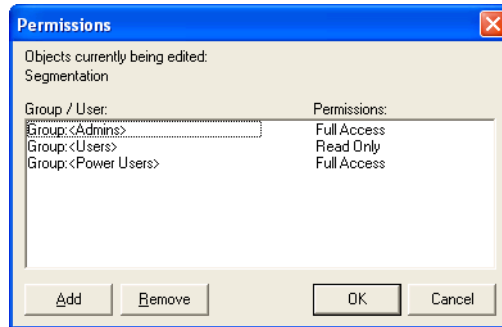 Permissions
Objects currently being edited:
Segmentation
Group / User: Permissions:
Group:<Admins> Full Access
Group:<Users> Read Only
Group:<Power Users> Full Access
Add Remove OK Cancel